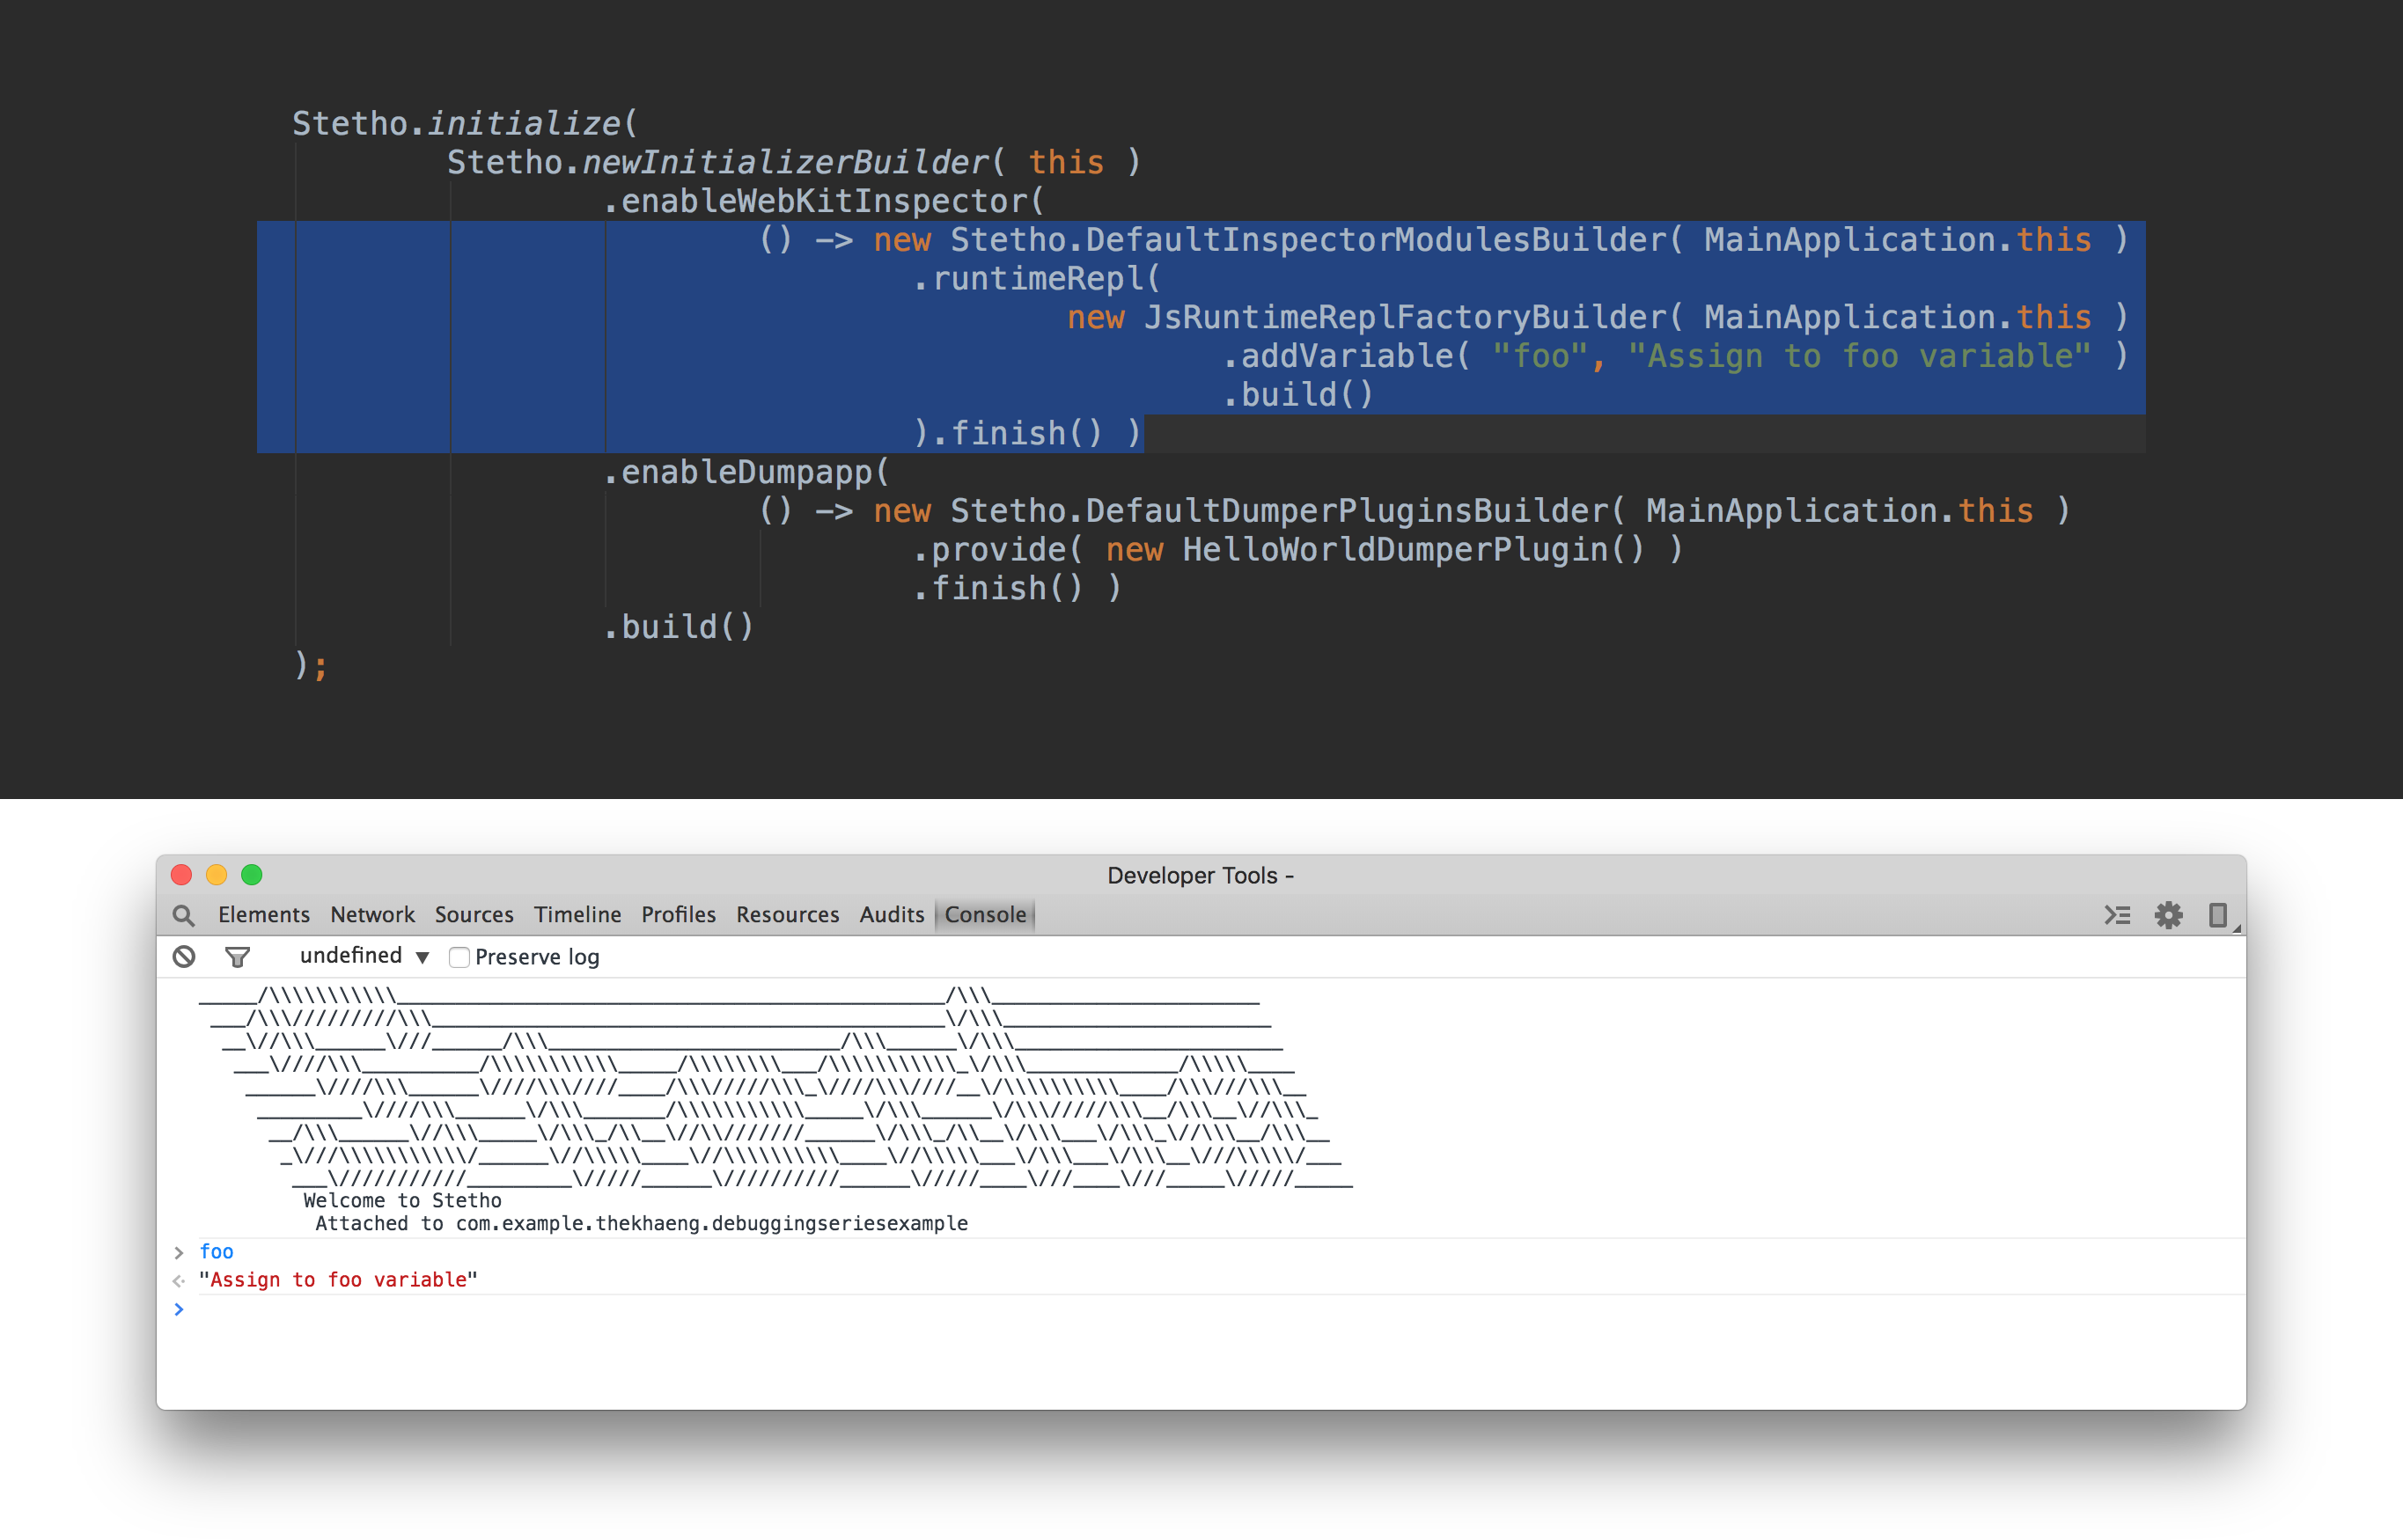 Stetho.initialize(
Stetho.newInitializerBuilder( this )
.enableWebKitInspector(
() -> new Stetho.DefaultInspectorModulesBuilder( MainApplication.this )
.runtimeRepl(
new JsRuntimeReplFactoryBuilder( MainApplication.this )
.addVariable( "foo", "Assign to foo variable" )
.build()
).finish() )
.enableDumpapp(
() -> new Stetho.DefaultDumperPluginsBuilder( MainApplication.this )
.provide( new HelloWorldDumperPlugin() )
.finish() )
.build()
);
Developer Tools -
Elements Network Sources Timeline Profiles Resources Audits Console
undefined ▼ Preserve log
Welcome to Stetho
Attached to com.example.thekhaeng.debuggingseriesexample
> foo
"Assign to foo variable"
>